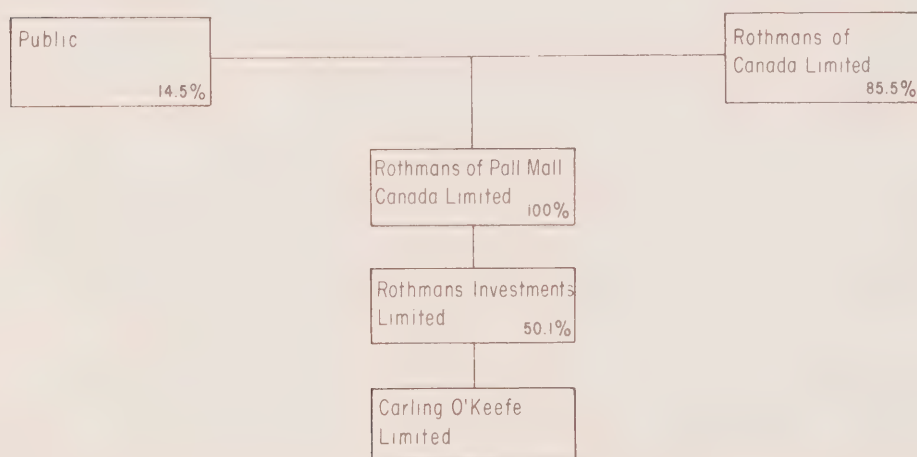 Public
14.5%
Rothmans of
Canada Limited
85.5%
Rothmans of Pall Mall
Canada Limited
100%
Rothmans Investments
Limited
50.1%
Carling O'Keefe
Limited